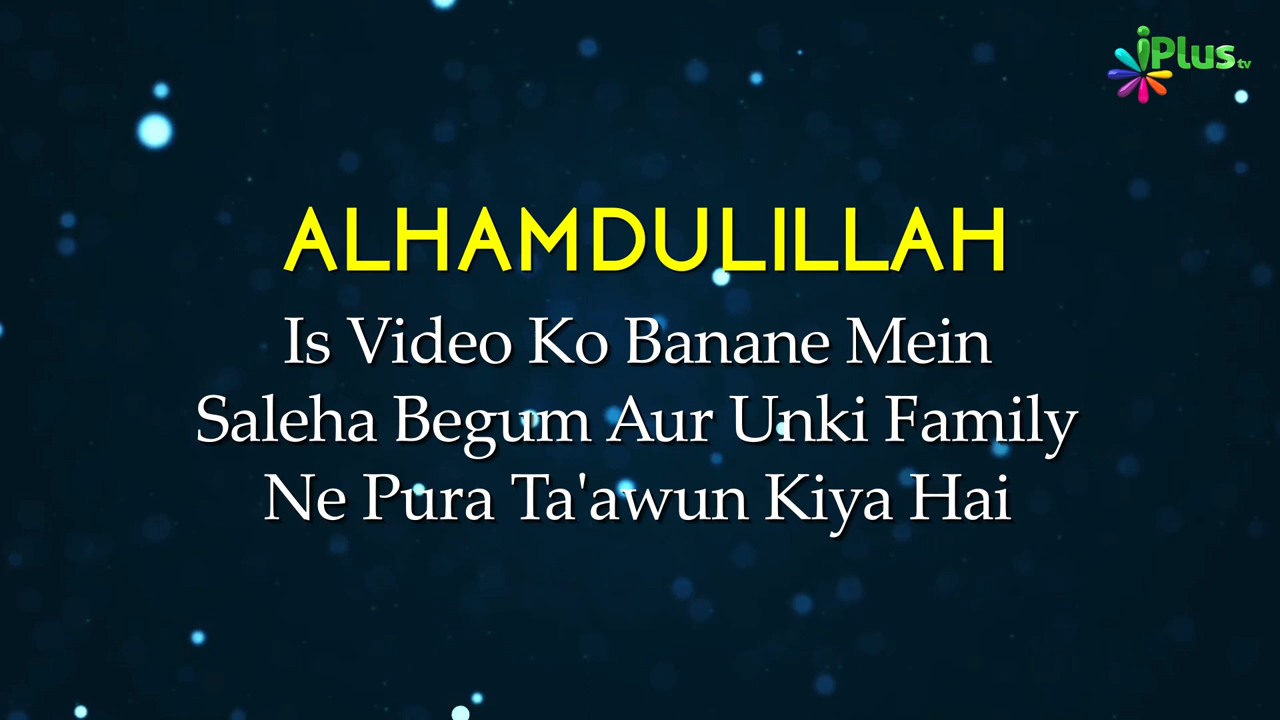 iPlus tv
ALHAMDULILLAH
Is Video Ko Banane Mein
Saleha Begum Aur Unki Family
Ne Pura Ta'awun Kiya Hai